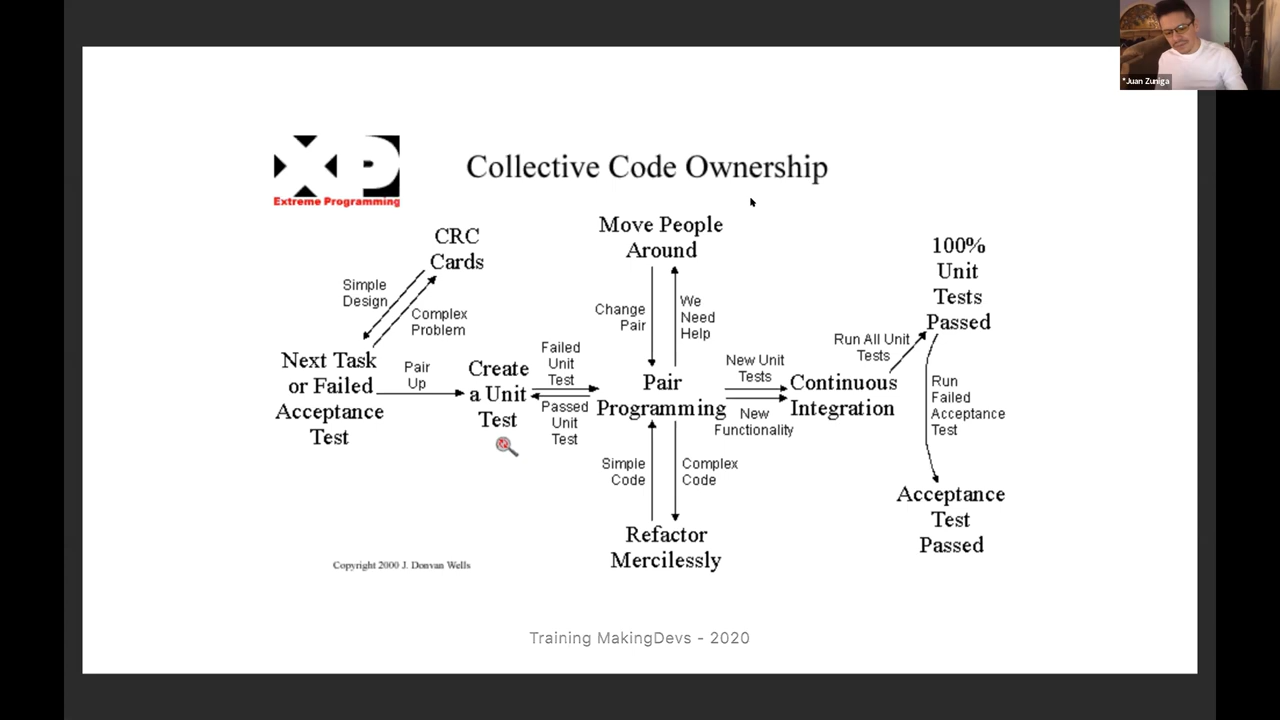 *Juan Zuniga
XP
Extreme Programming
Collective Code Ownership
CRC
Cards
Simple
Design
Complex
Problem
Next Task
or Failed
Acceptance
Test
Pair
Up
Create
a Unit
Test
Failed
Unit
Test
Passed
Unit
Test
Move People
Around
Change
Pair
We
Need
Help
Pair
Programming
Simple
Code
Complex
Code
Refactor
Mercilessly
New Unit
Tests
New
Functionality
Continuous
Integration
Run All Unit
Tests
100%
Unit
Tests
Passed
Run
Failed
Acceptance
Test
Acceptance
Test
Passed
Copyright 2000 J. Donvan Wells
Training MakingDevs - 2020